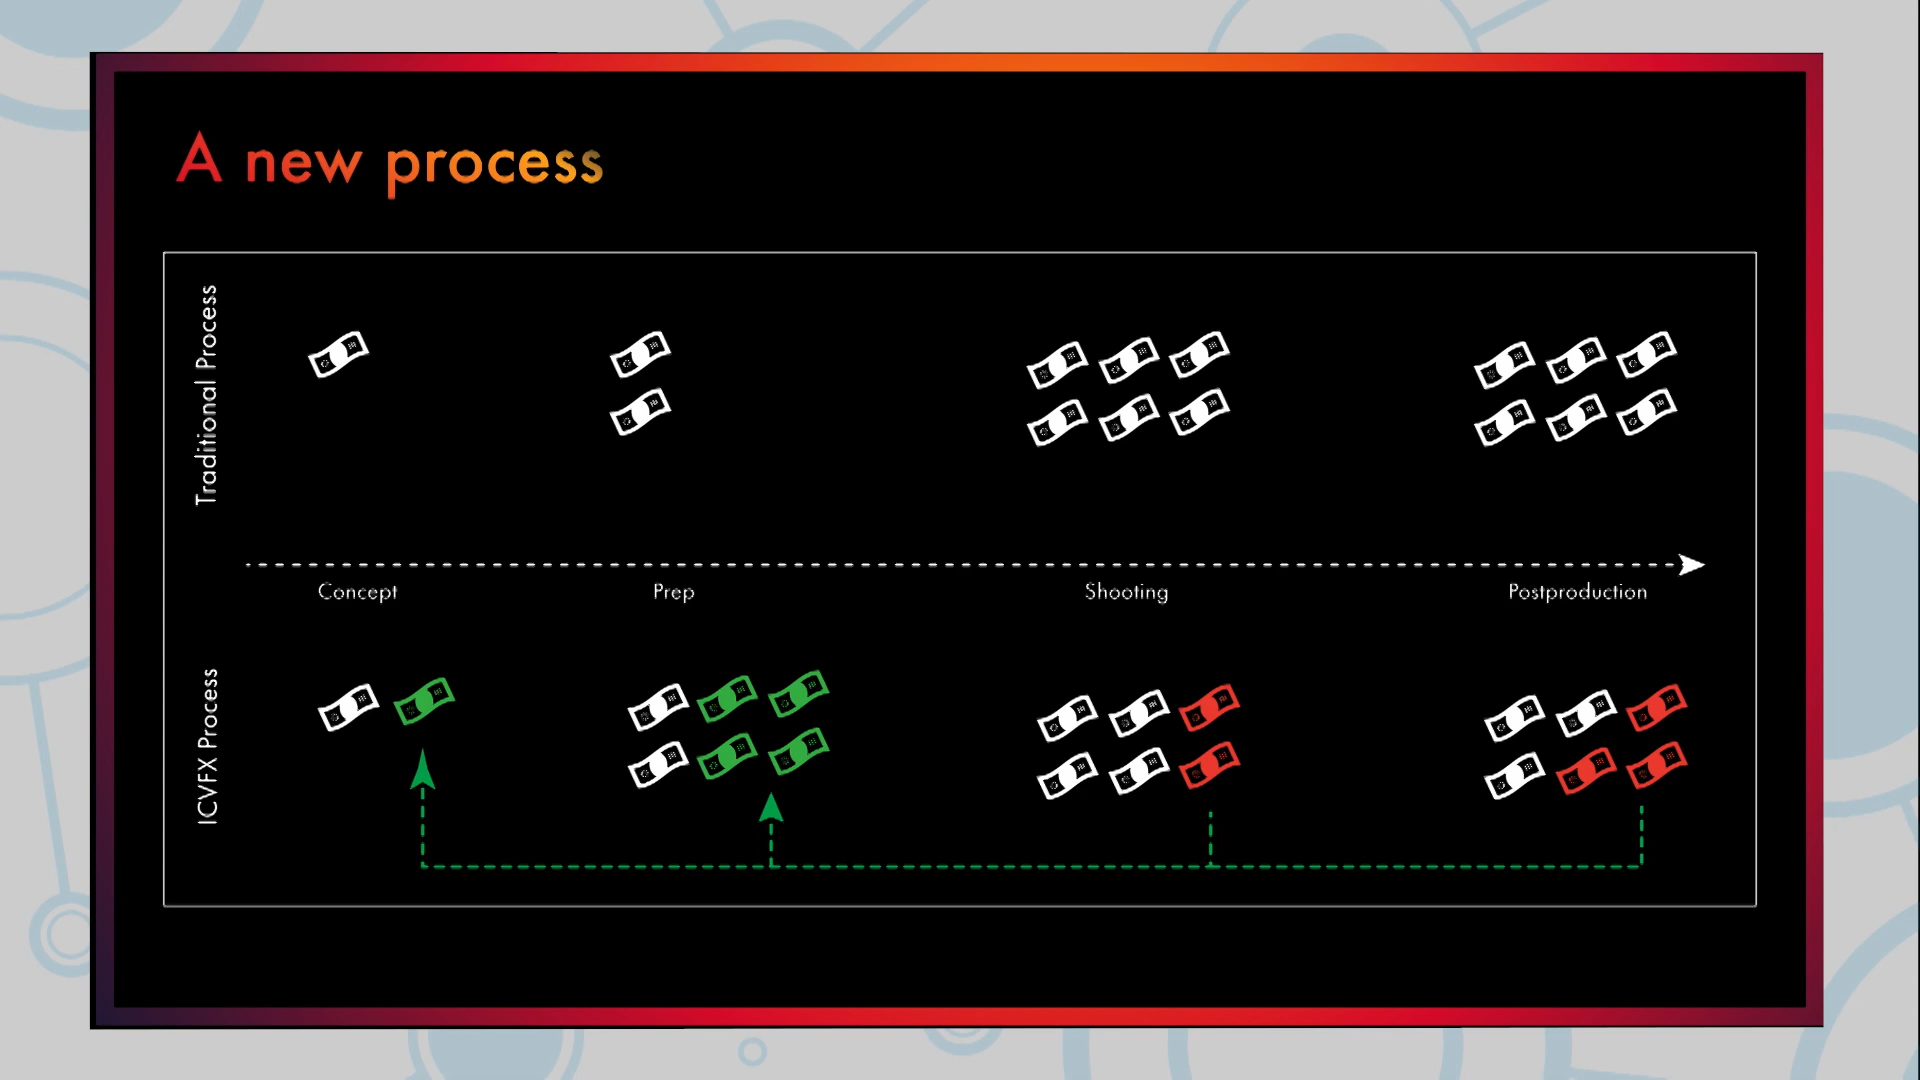 A new process
Traditional Process
Concept
Prep
Shooting
Postproduction
ICVFX Process